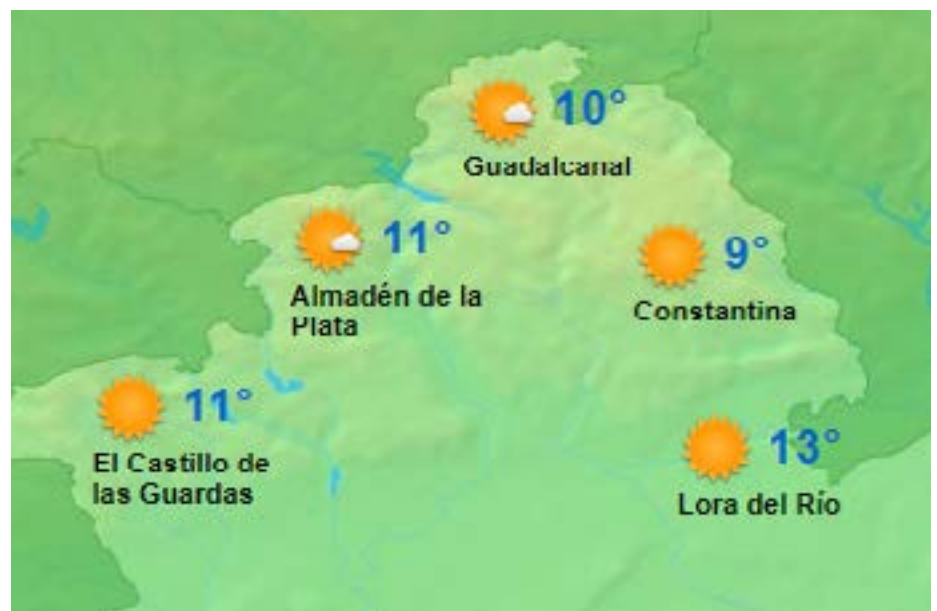 10°
Guadalcanal
11°
Almadén de la
Plata
9°
Constantina
11°
El Castillo de
las Guardas
13°
Lora del Río